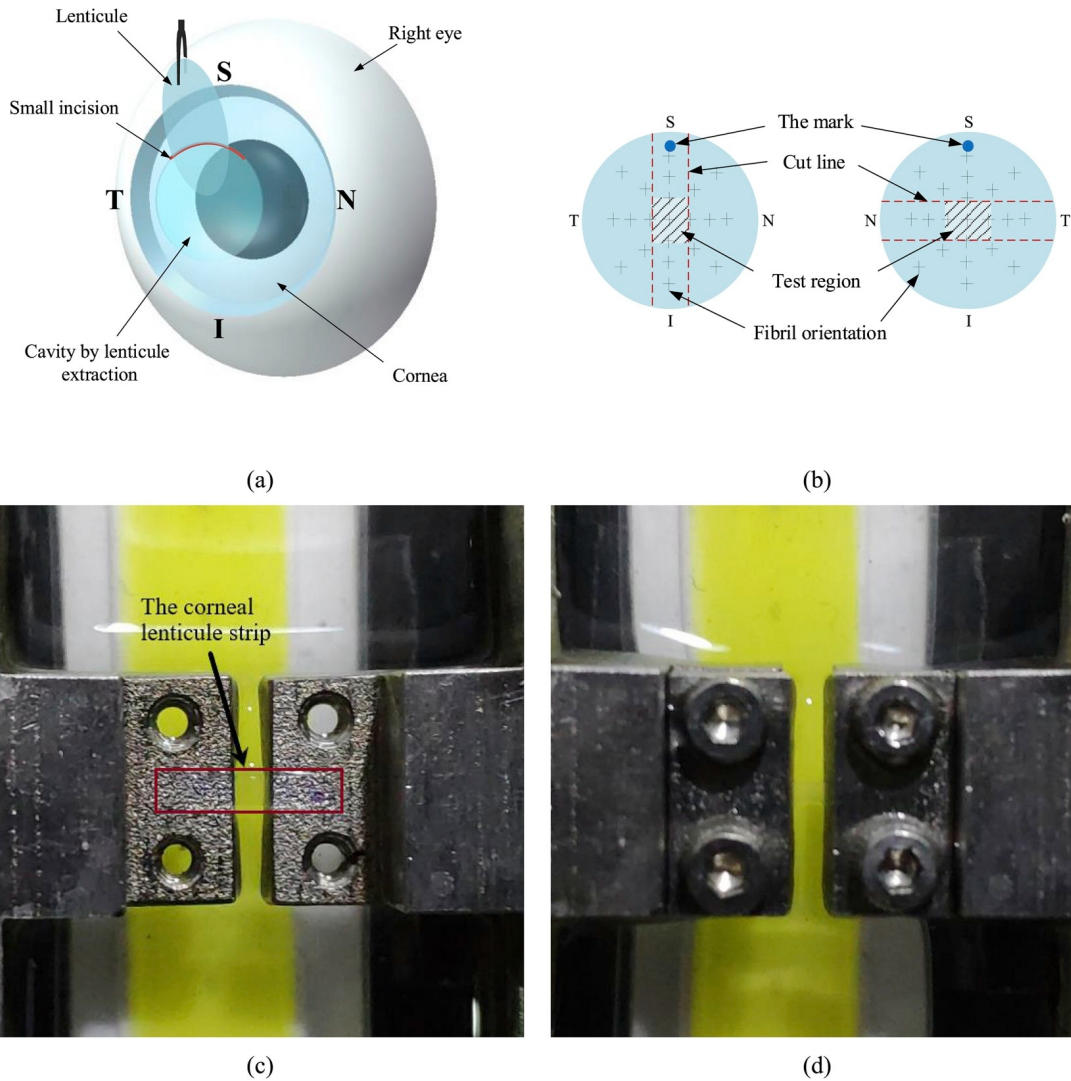 Lenticule
Right eye
S
Small incision
T
N
I
Cavity by lenticule
extraction
Cornea
(a)
S
The mark
S
Cut line
T
N
N
T
Test region
I
Fibril orientation
I
(b)
The corneal
lenticule strip
(c)
(d)